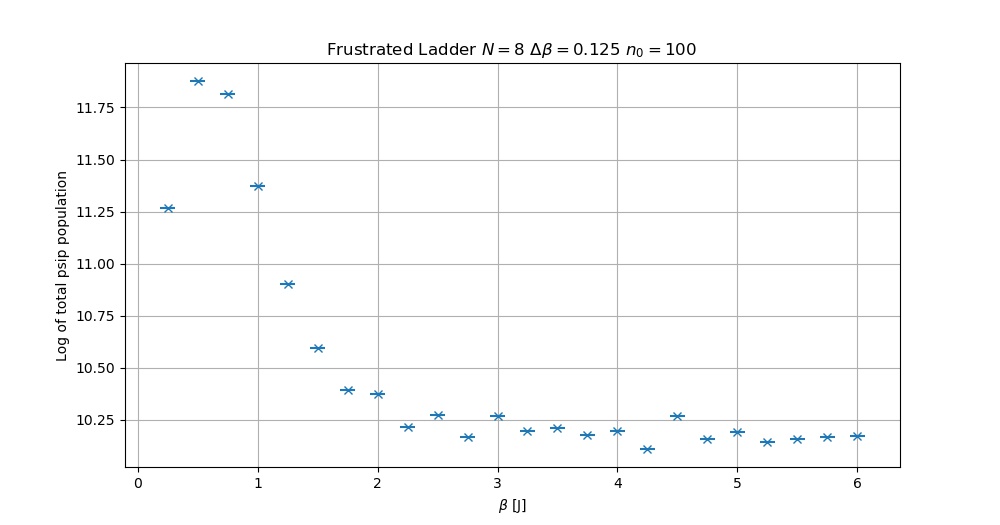 Frustrated Ladder N = 8 Δβ = 0.125 n₀ = 100
Log of total psip population
11.75
11.50
11.25
11.00
10.75
10.50
10.25
0 1 2 3 4 5 6
β [J]